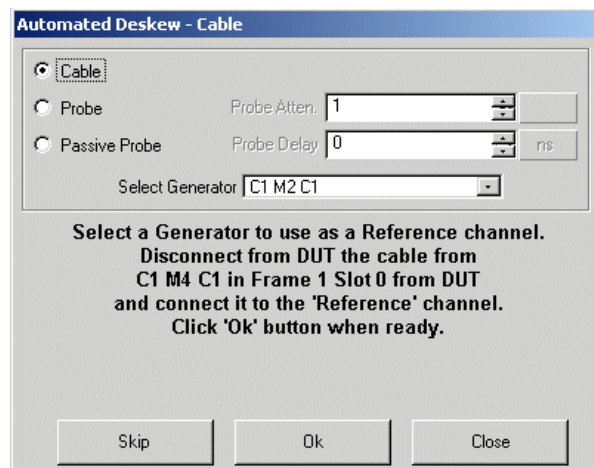 Automated Deskew - Cable
Cable
Probe Probe Atten. 1
Passive Probe Probe Delay 0 ns
Select Generator C1 M2 C1
Select a Generator to use as a Reference channel.
Disconnect from DUT the cable from
C1 M4 C1 in Frame 1 Slot 0 from DUT
and connect it to the 'Reference' channel.
Click 'Ok' button when ready.
Skip Ok Close